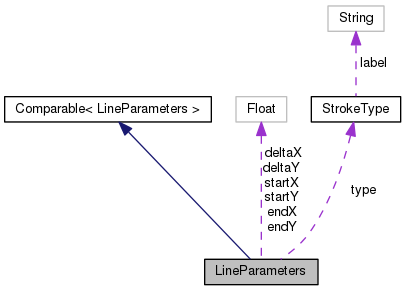 String
label
Comparable< LineParameters >
Float
StrokeType
deltaX
deltaY
startX
startY
endX
endY
type
LineParameters